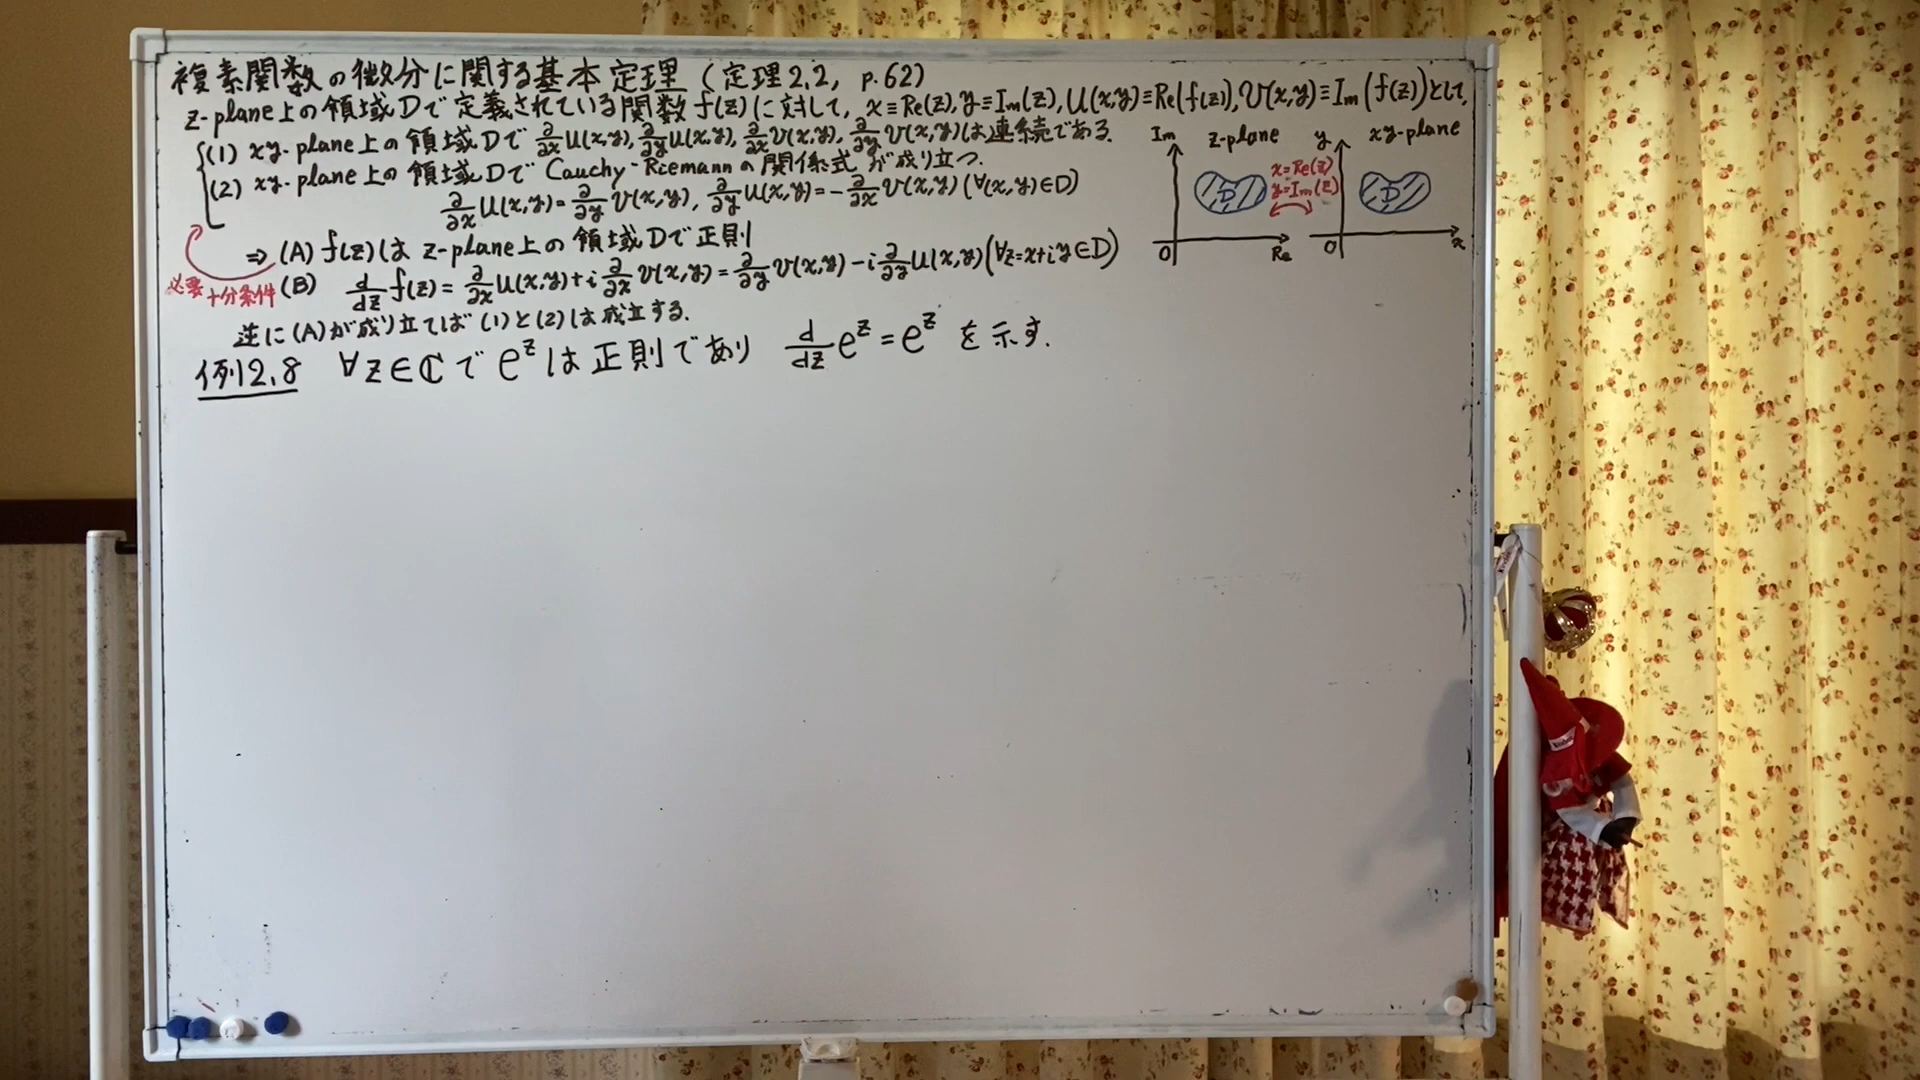 複素関数の微分に関する基本定理 (定理2.2, p.62)
z-plane上の領域Dで定義されている関数 f(z) に対して, x≡Re(z), y≡Im(z), u(x,y)≡Re(f(z)), v(x,y)≡Im(f(z))として,
(1) xy-plane上の領域Dで ∂/∂x u(x,y), ∂/∂y u(x,y), ∂/∂x v(x,y), ∂/∂y v(x,y)は連続である.
(2) xy-plane上の領域DでCauchy-Riemannの関係式が成り立つ.
∂/∂x u(x,y)=∂/∂y v(x,y), ∂/∂y u(x,y)=-∂/∂x v(x,y) (∀(x,y)∈D)
⇒ (A) f(z)は z-plane上の領域Dで正則
(B) d/dz f(z) = ∂/∂x u(x,y)+i ∂/∂x v(x,y) = ∂/∂y v(x,y)-i ∂/∂y u(x,y) (∀z=x+iy∈D)
必要十分条件
逆に(A)が成り立てば(1)と(2)は成立する.
例2.8 ∀z∈ℂで e^z は正則であり d/dz e^z = e^z を示す.
Im z-plane
D
0 Re
x=Re(z)
y=Im(z)
y xy-plane
D
0 x